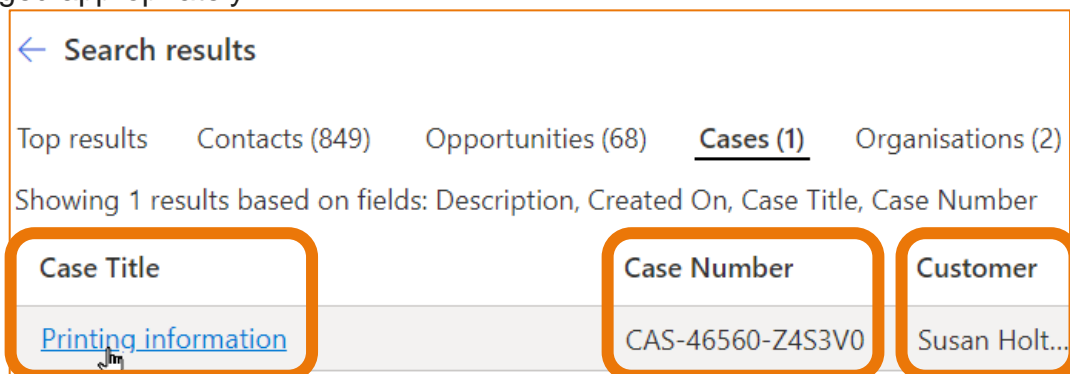 ← Search results
Top results Contacts (849) Opportunities (68) Cases (1) Organisations (2)
Showing 1 results based on fields: Description, Created On, Case Title, Case Number
Case Title Case Number Customer
Printing information CAS-46560-Z4S3V0 Susan Holt...